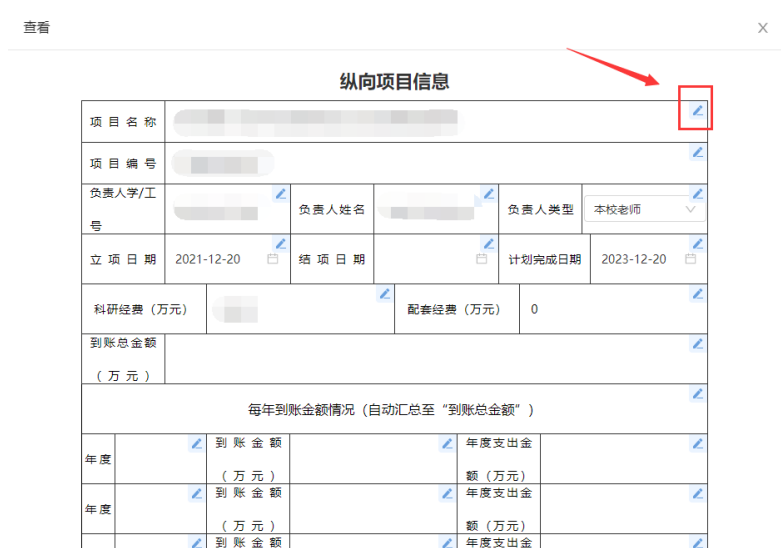 查看
纵向项目信息
项目名称
项目编号
负责人学/工号
负责人姓名
负责人类型 本校老师
立项日期 2021-12-20 结项日期 计划完成日期 2023-12-20
科研经费（万元） 配套经费（万元） 0
到账总金额（万元）
每年到账金额情况（自动汇总至“到账总金额”）
年度 到账金额（万元） 年度支出金额（万元）
年度 到账金额（万元） 年度支出金额（万元）
到账金额 年度支出金